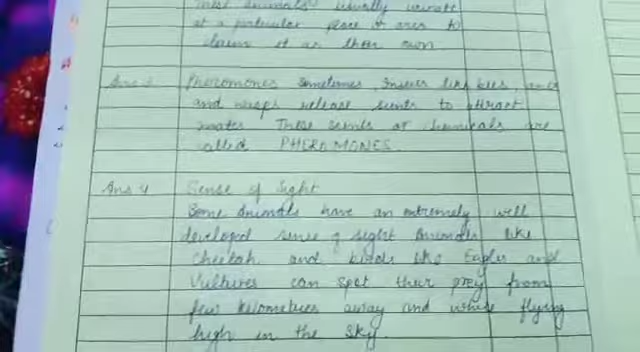 these animals usually urinate
at a particular place or area to
claim it as their own.
Ans 3 Pheromones Sometimes, Insects like bees, ants
and wasps release scents to attract
mates These scents or chemicals are
called PHEROMONES.
Ans 4 Sense of Sight
Some Animals have an extremely well
developed sense of sight Animals like
Cheetah and birds like Eagles and
Vultures can spot their prey from
few kilometres away and while flying
high in the sky.